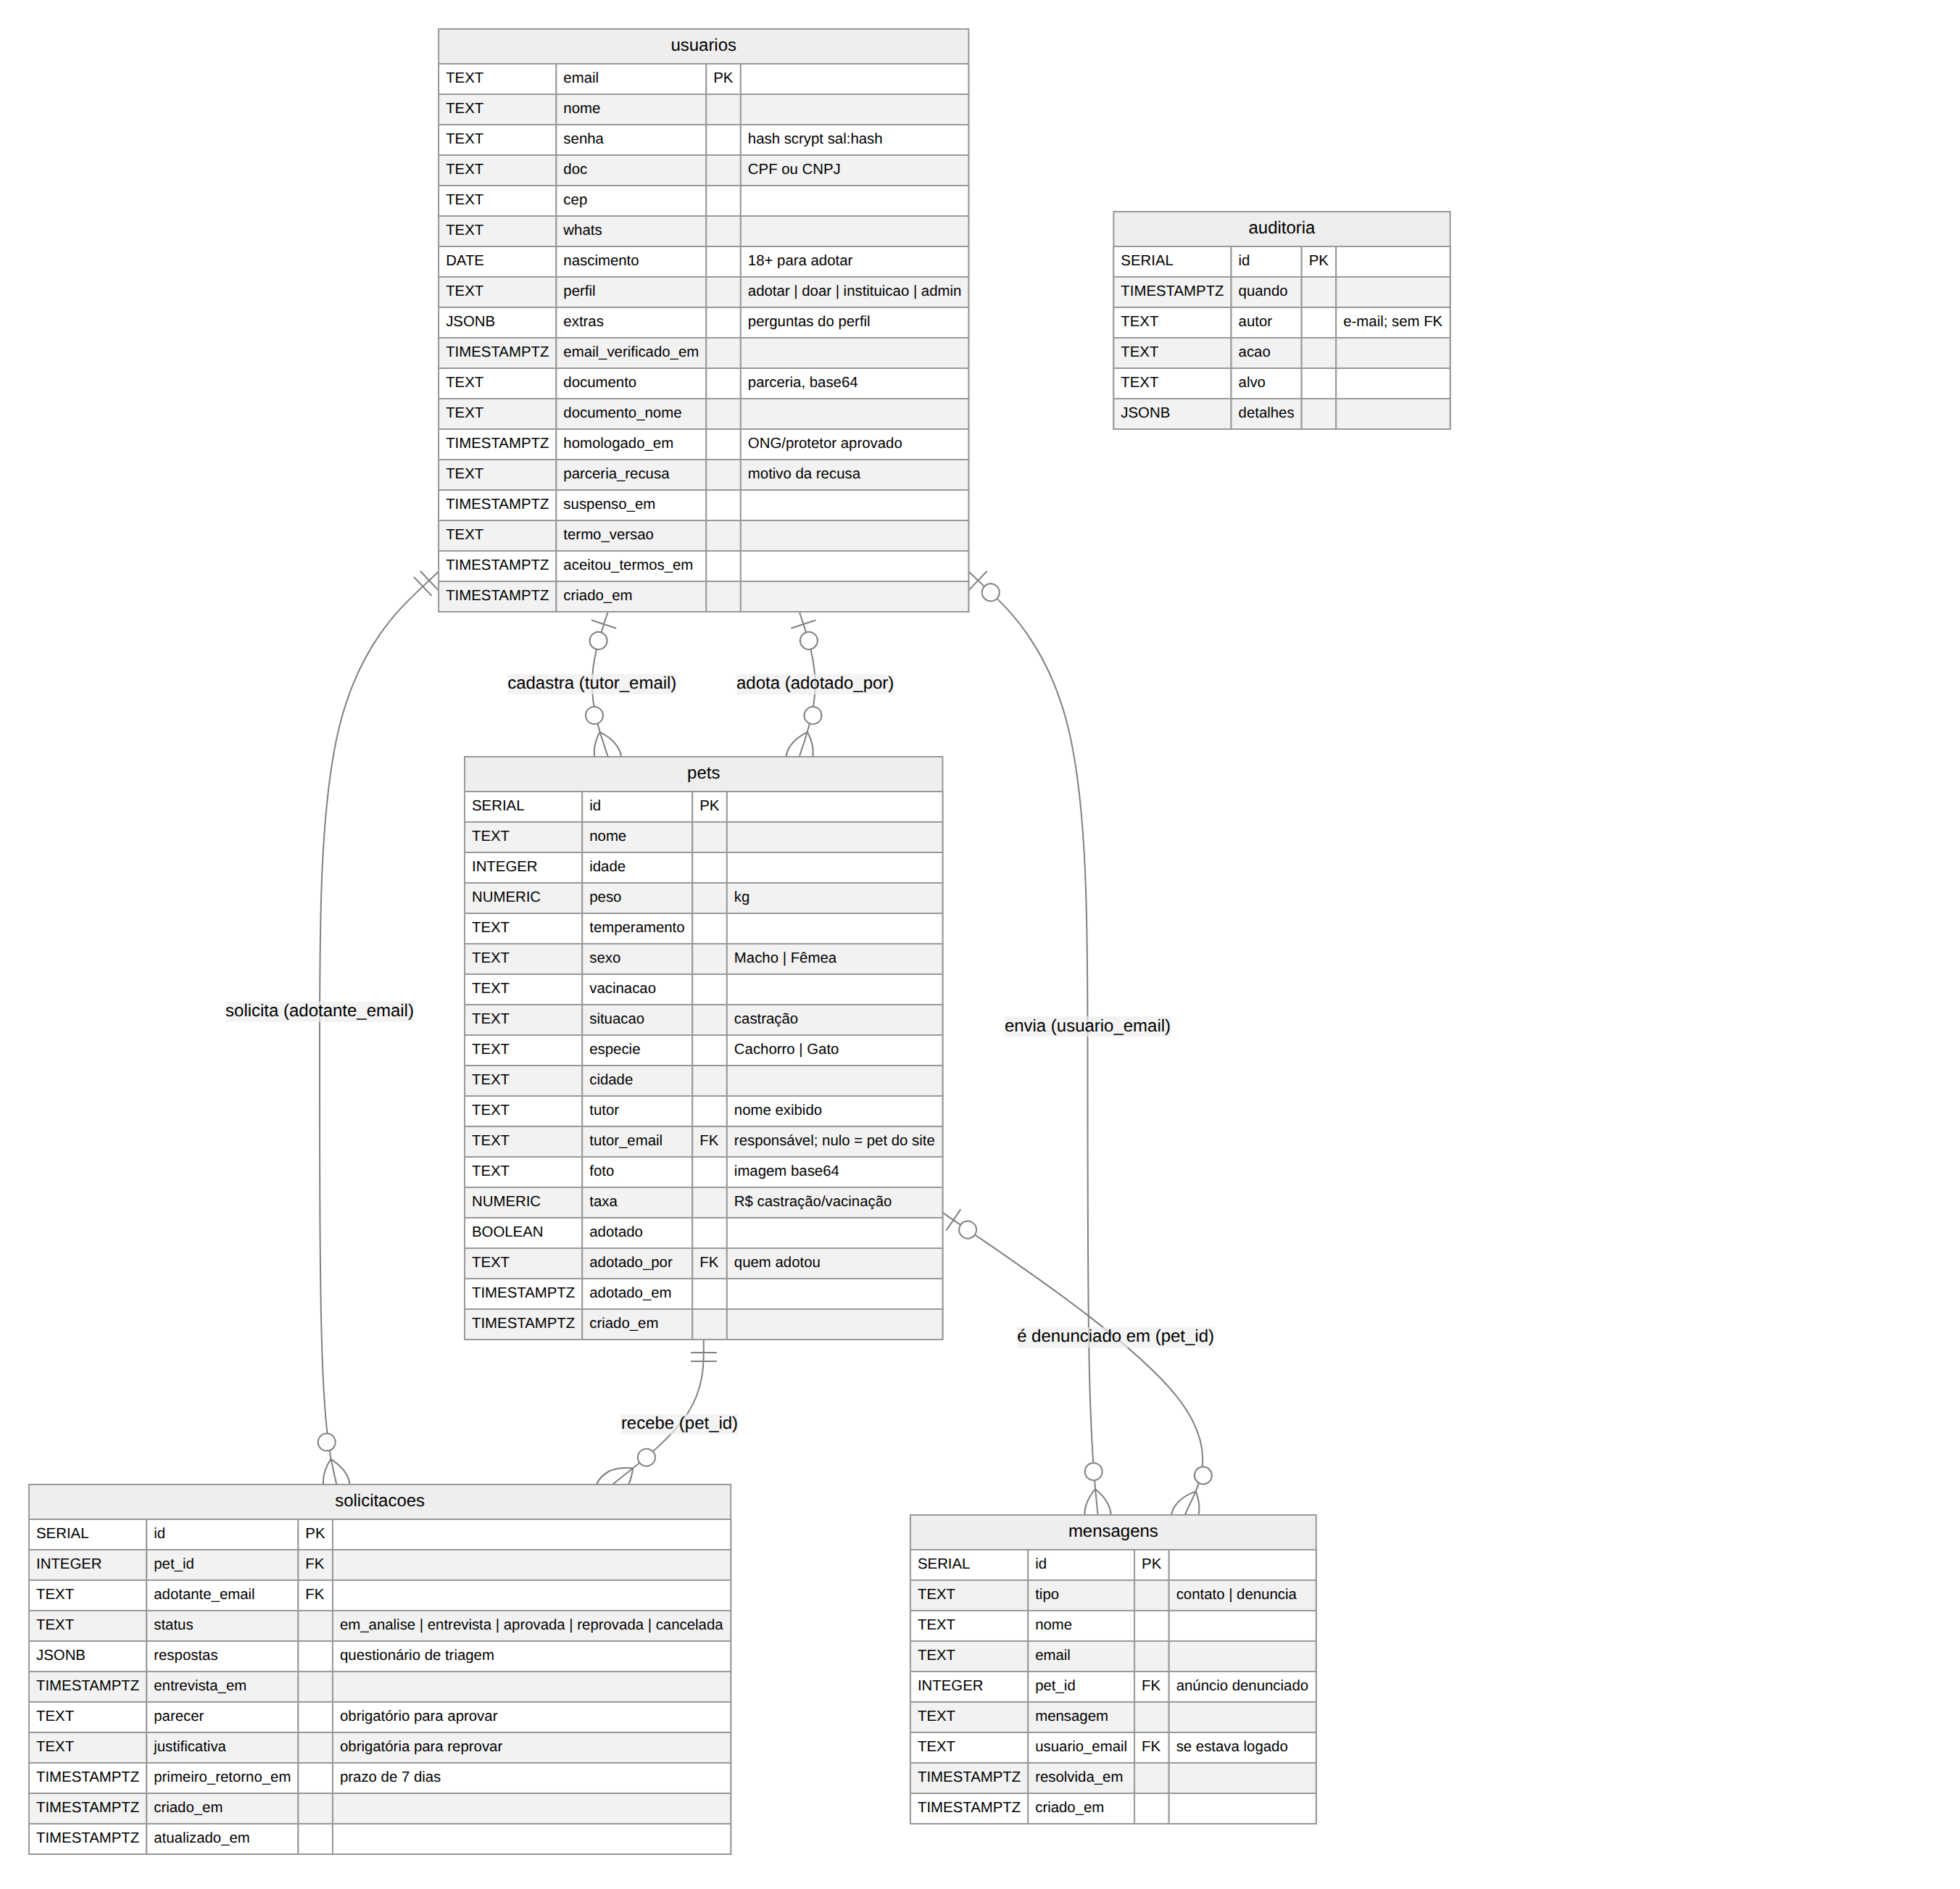 usuarios
TEXT email PK
TEXT nome
TEXT senha hash scrypt sal:hash
TEXT doc CPF ou CNPJ
TEXT cep
TEXT whats
DATE nascimento 18+ para adotar
TEXT perfil adotar | doar | instituicao | admin
JSONB extras perguntas do perfil
TIMESTAMPTZ email_verificado_em
TEXT documento parceria, base64
TEXT documento_nome
TIMESTAMPTZ homologado_em ONG/protetor aprovado
TEXT parceria_recusa motivo da recusa
TIMESTAMPTZ suspenso_em
TEXT termo_versao
TIMESTAMPTZ aceitou_termos_em
TIMESTAMPTZ criado_em
auditoria
SERIAL id PK
TIMESTAMPTZ quando
TEXT autor e-mail; sem FK
TEXT acao
TEXT alvo
JSONB detalhes
cadastra (tutor_email)
adota (adotado_por)
pets
SERIAL id PK
TEXT nome
INTEGER idade
NUMERIC peso kg
TEXT temperamento
TEXT sexo Macho | Fêmea
TEXT vacinacao
TEXT situacao castração
TEXT especie Cachorro | Gato
TEXT cidade
TEXT tutor nome exibido
TEXT tutor_email FK responsável; nulo = pet do site
TEXT foto imagem base64
NUMERIC taxa R$ castração/vacinação
BOOLEAN adotado
TEXT adotado_por FK quem adotou
TIMESTAMPTZ adotado_em
TIMESTAMPTZ criado_em
solicita (adotante_email)
envia (usuario_email)
é denunciado em (pet_id)
recebe (pet_id)
solicitacoes
SERIAL id PK
INTEGER pet_id FK
TEXT adotante_email FK
TEXT status em_analise | entrevista | aprovada | reprovada | cancelada
JSONB respostas questionário de triagem
TIMESTAMPTZ entrevista_em
TEXT parecer obrigatório para aprovar
TEXT justificativa obrigatória para reprovar
TIMESTAMPTZ primeiro_retorno_em prazo de 7 dias
TIMESTAMPTZ criado_em
TIMESTAMPTZ atualizado_em
mensagens
SERIAL id PK
TEXT tipo contato | denuncia
TEXT nome
TEXT email
INTEGER pet_id FK anúncio denunciado
TEXT mensagem
TEXT usuario_email FK se estava logado
TIMESTAMPTZ resolvida_em
TIMESTAMPTZ criado_em